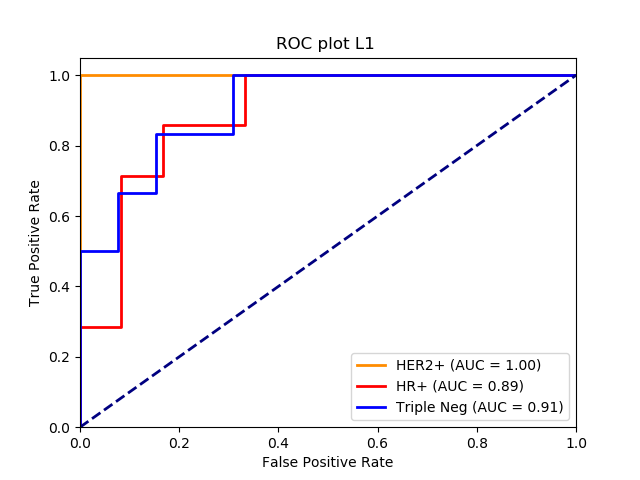 ROC plot L1
True Positive Rate
1.0
0.8
0.6
0.4
0.2
0.0
HER2+ (AUC = 1.00)
HR+ (AUC = 0.89)
Triple Neg (AUC = 0.91)
0.0 0.2 0.4 0.6 0.8 1.0
False Positive Rate